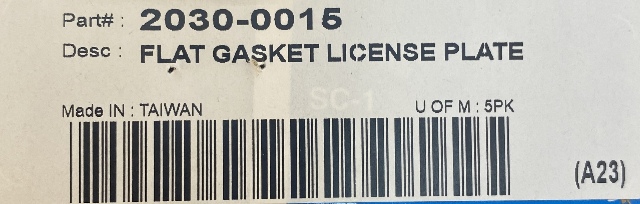 Part# : 2030-0015
Desc : FLAT GASKET LICENSE PLATE
SC-1
Made IN : TAIWAN U OF M : 5PK
(A23)